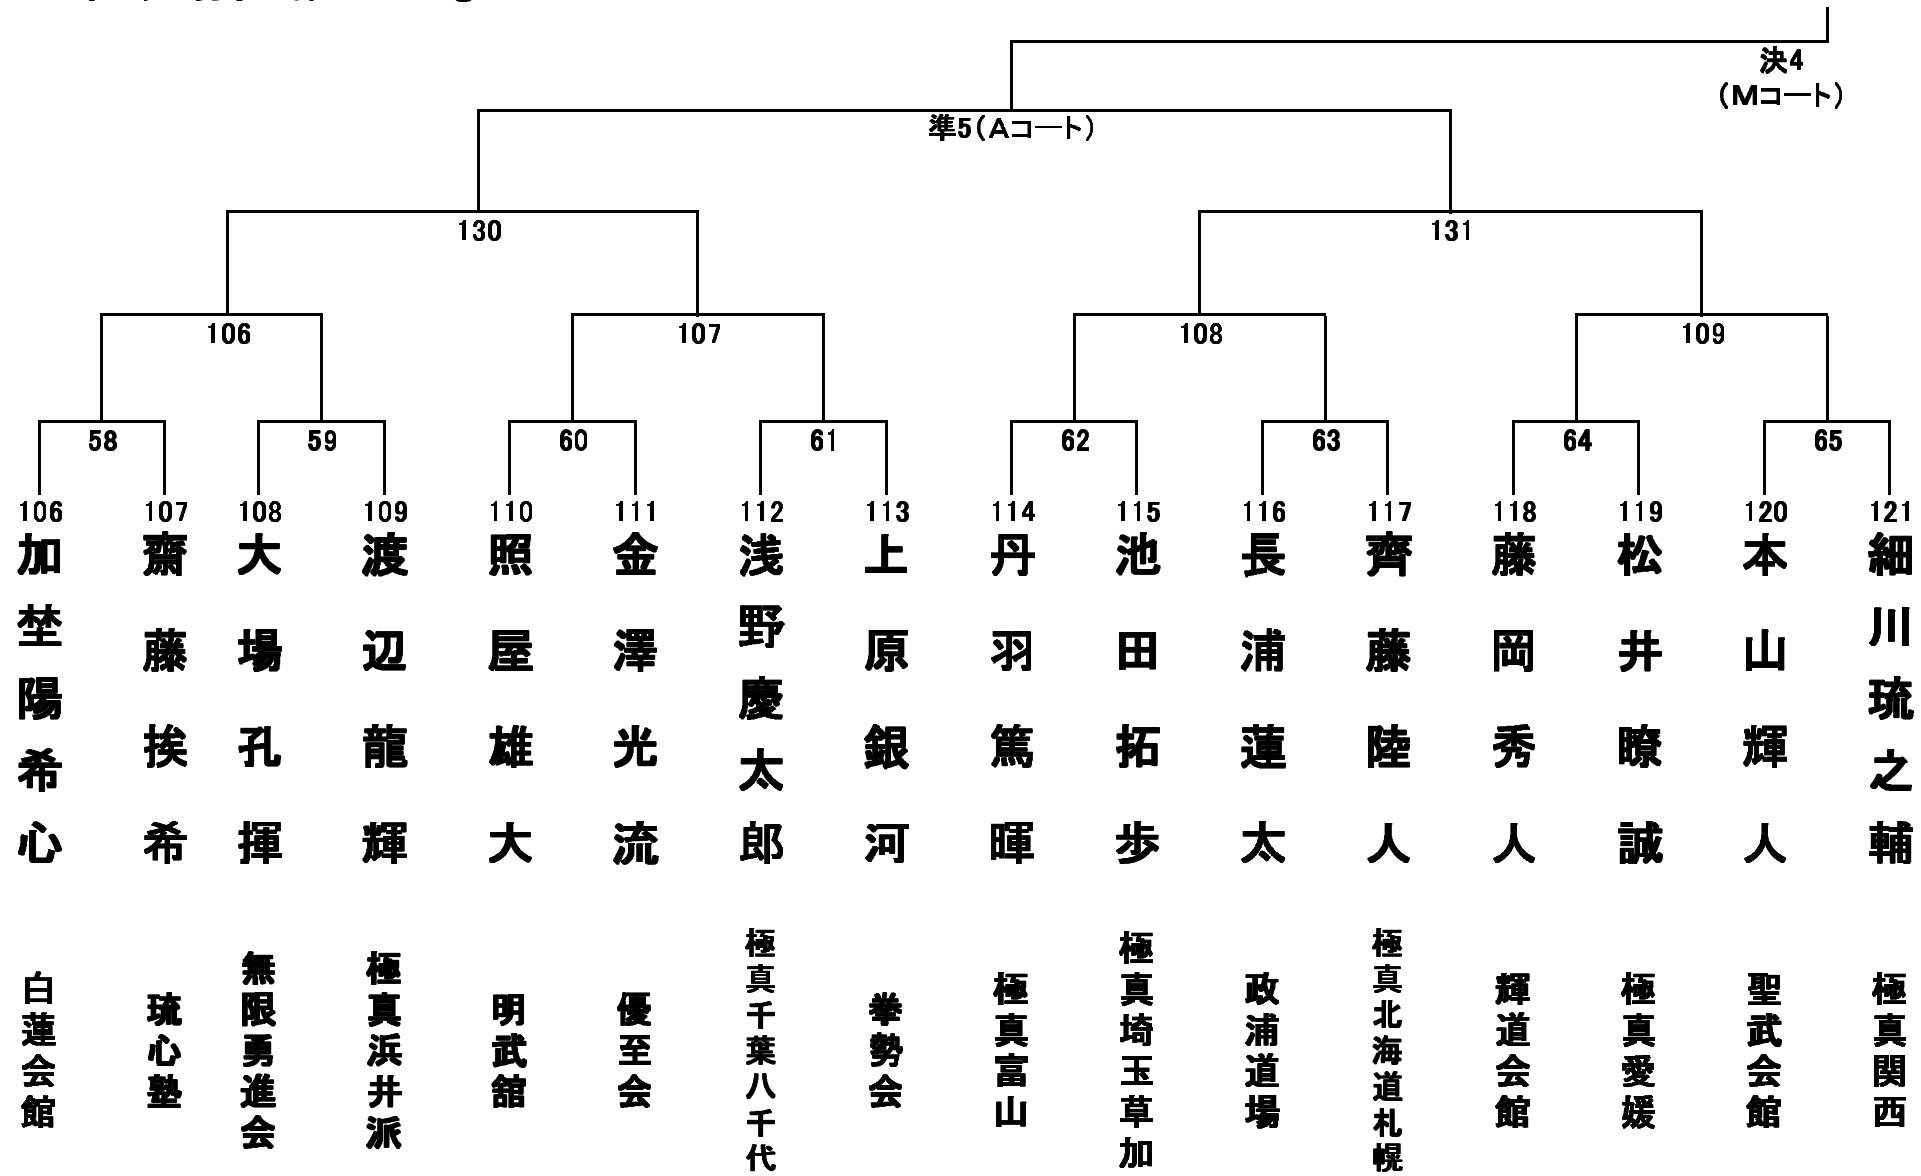 決4
（Mコート）
準5（Aコート）
130
131
106
107
108
109
58
59
60
61
62
63
64
65
106
107
108
109
110
111
112
113
114
115
116
117
118
119
120
121
加埜陽希心
齋藤挨希
大場孔揮
渡辺龍輝
照屋雄大
金澤光流
浅野慶太郎
上原銀河
丹羽篤暉
池田拓歩
長浦蓮太
齊藤陸人
藤岡秀人
松井暸誠
本山輝人
細川琉之輔
白蓮会館
琉心塾
無限勇進会
極真浜井派
明武舘
優至会
極真千葉八千代
拳勢会
極真富山
極真埼玉草加
政浦道場
極真北海道札幌
輝道会館
極真愛媛
聖武会館
極真関西